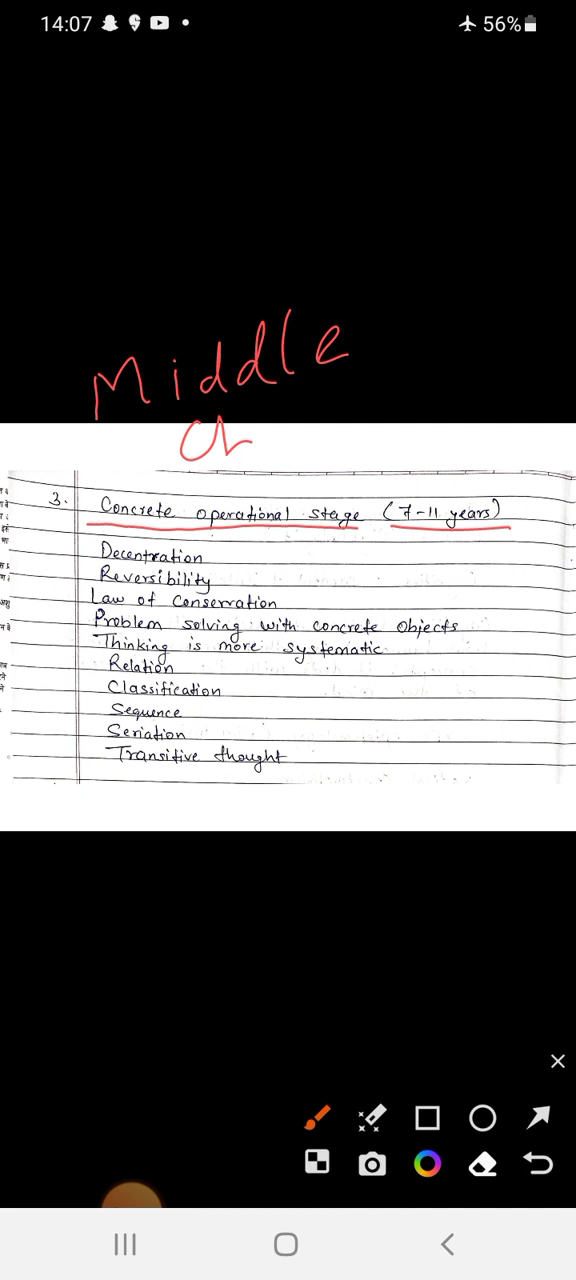 14:07
56%
Middle
Ch
3. Concrete operational stage (7-11 years)
Decentration
Reversibility
Law of Conservation
Problem solving with concrete Objects
Thinking is more systematic
Relation
Classification
Sequence
Seriation
Transitive thought